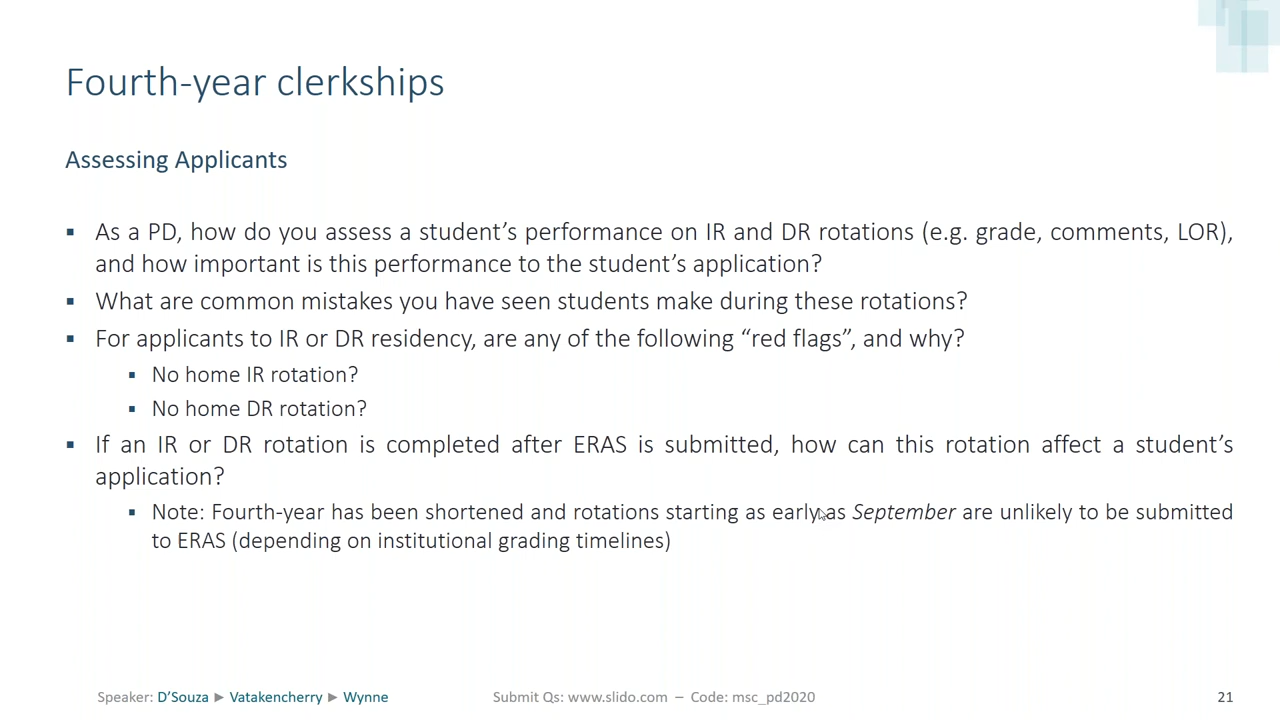 Fourth-year clerkships
Assessing Applicants
▪ As a PD, how do you assess a student’s performance on IR and DR rotations (e.g. grade, comments, LOR),
and how important is this performance to the student’s application?
▪ What are common mistakes you have seen students make during these rotations?
▪ For applicants to IR or DR residency, are any of the following “red flags”, and why?
▪ No home IR rotation?
▪ No home DR rotation?
▪ If an IR or DR rotation is completed after ERAS is submitted, how can this rotation affect a student’s
application?
▪ Note: Fourth-year has been shortened and rotations starting as early as September are unlikely to be submitted
to ERAS (depending on institutional grading timelines)
Speaker: D’Souza ► Vatakencherry ► Wynne
Submit Qs: www.slido.com – Code: msc_pd2020
21